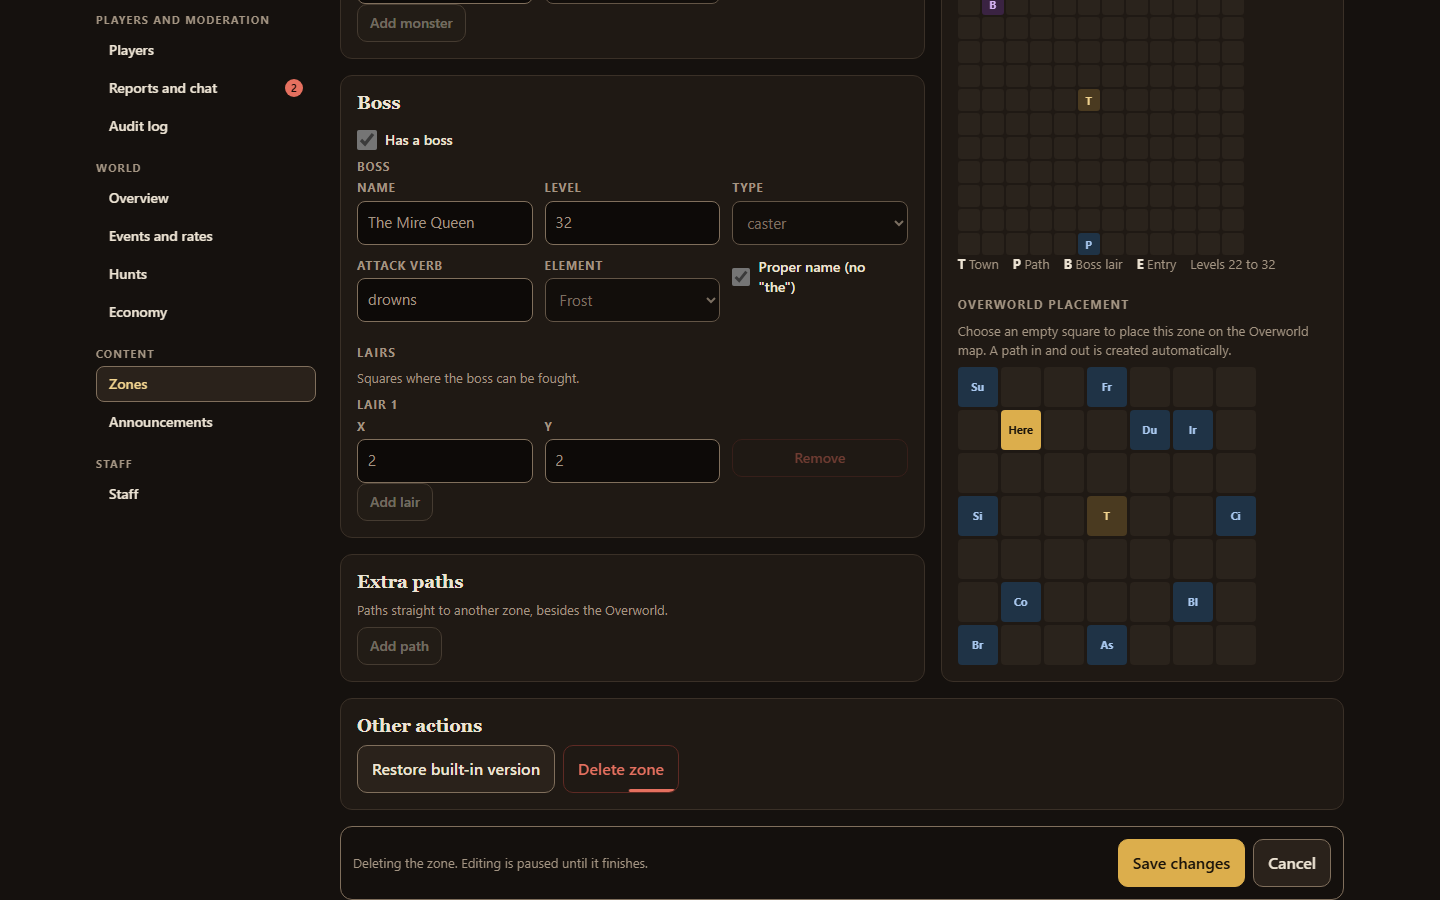 PLAYERS AND MODERATION
Players
Reports and chat
2
Audit log
WORLD
Overview
Events and rates
Hunts
Economy
CONTENT
Zones
Announcements
STAFF
Staff
Add monster
Boss
Has a boss
BOSS
NAME
LEVEL
TYPE
The Mire Queen
32
caster
ATTACK VERB
ELEMENT
drowns
Frost
Proper name (no
"the")
LAIRS
Squares where the boss can be fought.
LAIR 1
X
Y
2
2
Remove
Add lair
Extra paths
Paths straight to another zone, besides the Overworld.
Add path
B
T
P
T Town P Path B Boss lair E Entry Levels 22 to 32
OVERWORLD PLACEMENT
Choose an empty square to place this zone on the Overworld
map. A path in and out is created automatically.
Su Fr
Here Du Ir
Si T Ci
Co Bl
Br As
Other actions
Restore built-in version
Delete zone
Deleting the zone. Editing is paused until it finishes.
Save changes
Cancel